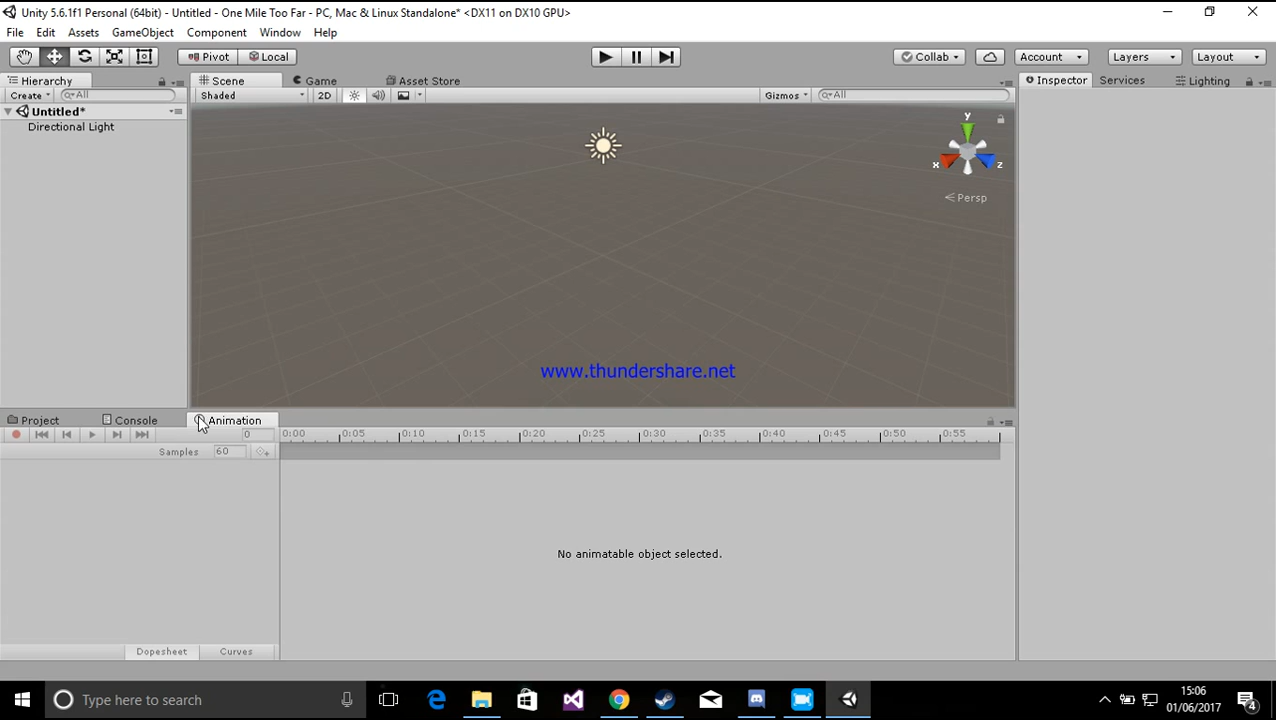 Unity 5.6.1f1 Personal (64bit) - Untitled - One Mile Too Far - PC, Mac & Linux Standalone* <DX11 on DX10 GPU>
File Edit Assets GameObject Component Window Help
Pivot Local Collab Account Layers Layout
Hierarchy Scene Game Asset Store Inspector Services Lighting
Create All Shaded 2D Gizmos All
Untitled*
Directional Light
y
x z
Persp
www.thundershare.net
Project Console Animation
0 0:00 0:05 0:10 0:15 0:20 0:25 0:30 0:35 0:40 0:45 0:50 0:55
Samples 60
No animatable object selected.
Dopesheet Curves
Type here to search
15:06
01/06/2017
4